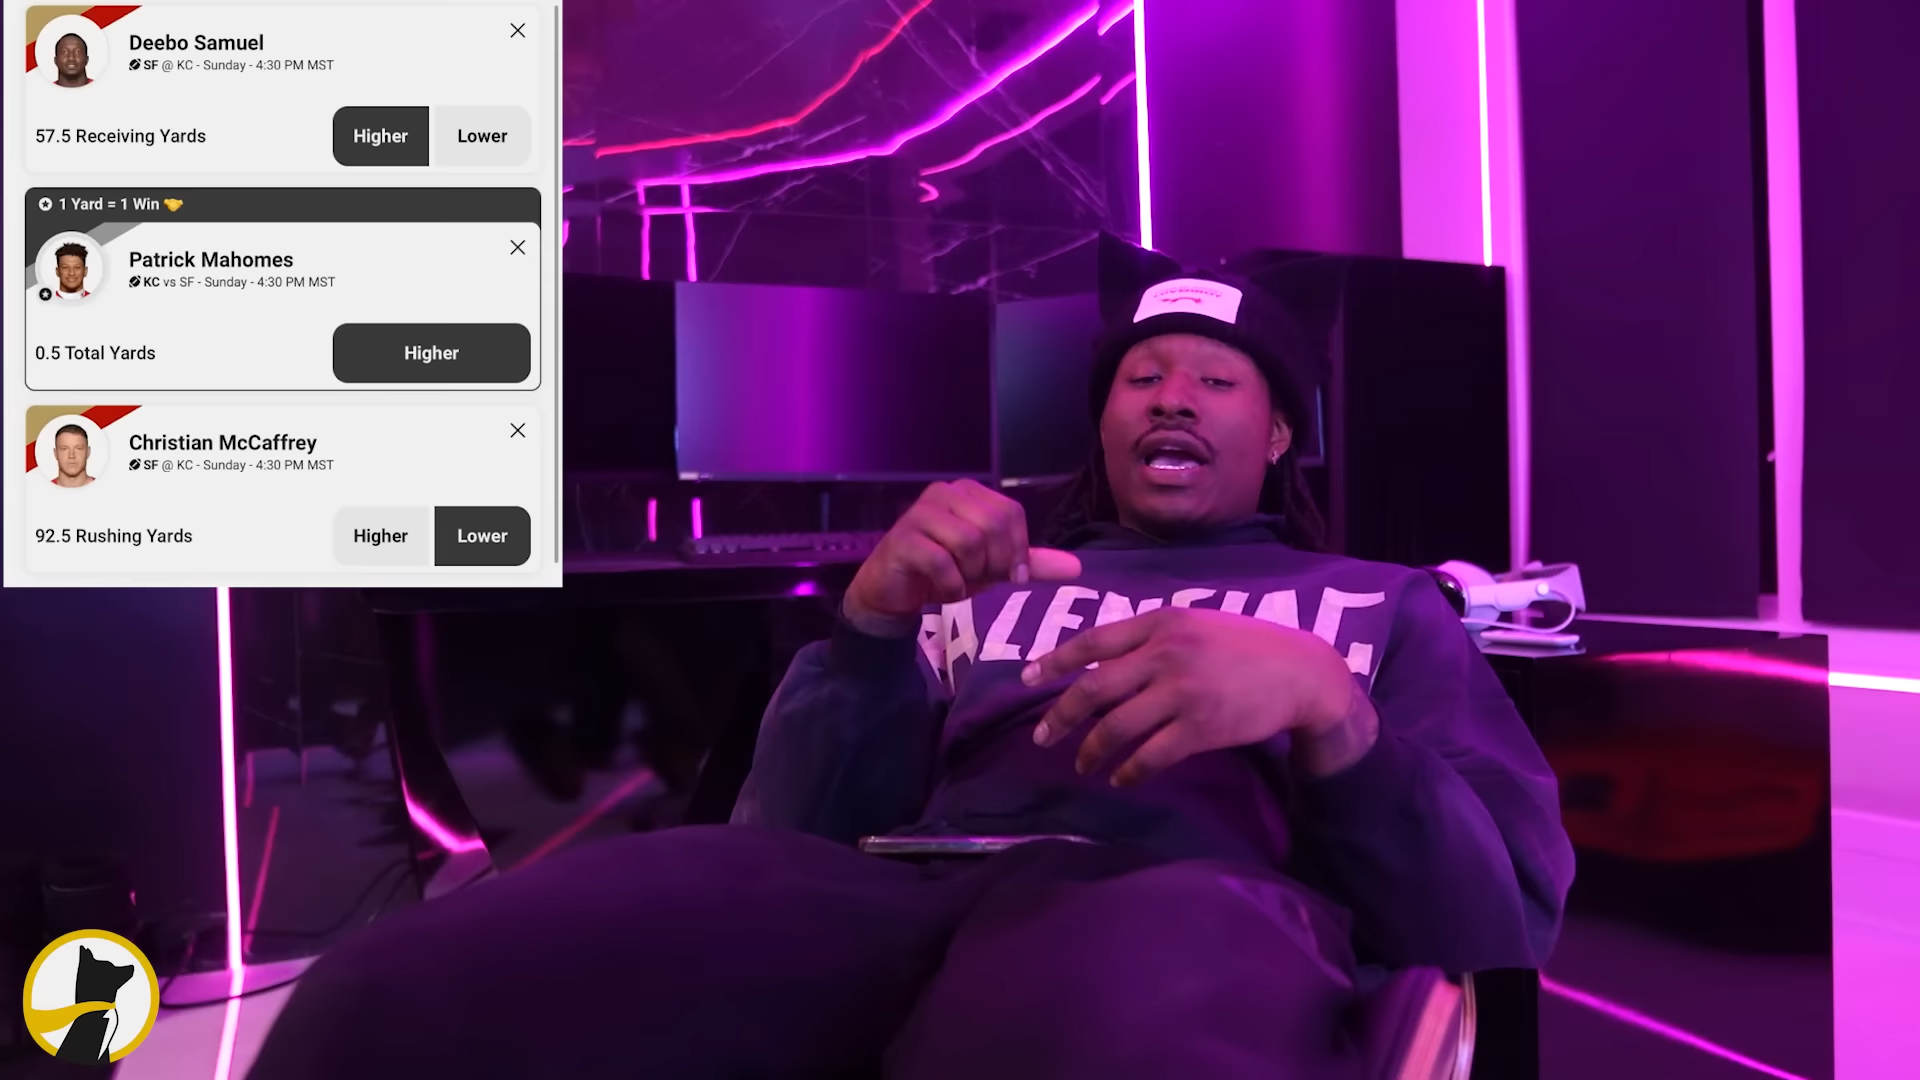 Deebo Samuel
SF @ KC - Sunday - 4:30 PM MST
57.5 Receiving Yards
Higher
Lower
1 Yard = 1 Win 🤝
Patrick Mahomes
KC vs SF - Sunday - 4:30 PM MST
0.5 Total Yards
Higher
Christian McCaffrey
SF @ KC - Sunday - 4:30 PM MST
92.5 Rushing Yards
Higher
Lower